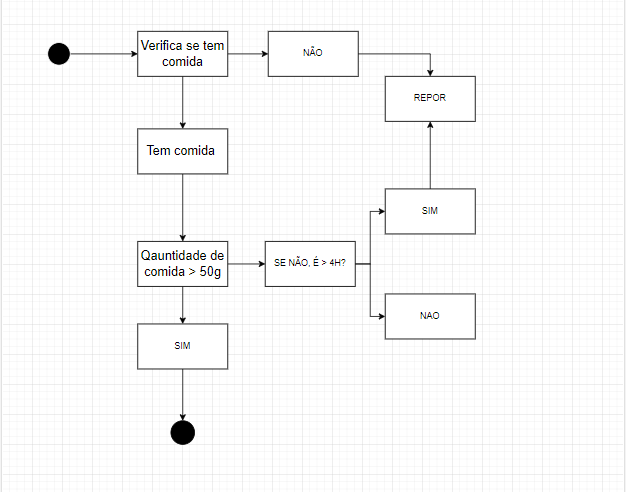 Verifica se tem
comida
NÃO
REPOR
Tem comida
SIM
Qauntidade de
comida > 50g
SE NÃO, É > 4H?
NAO
SIM